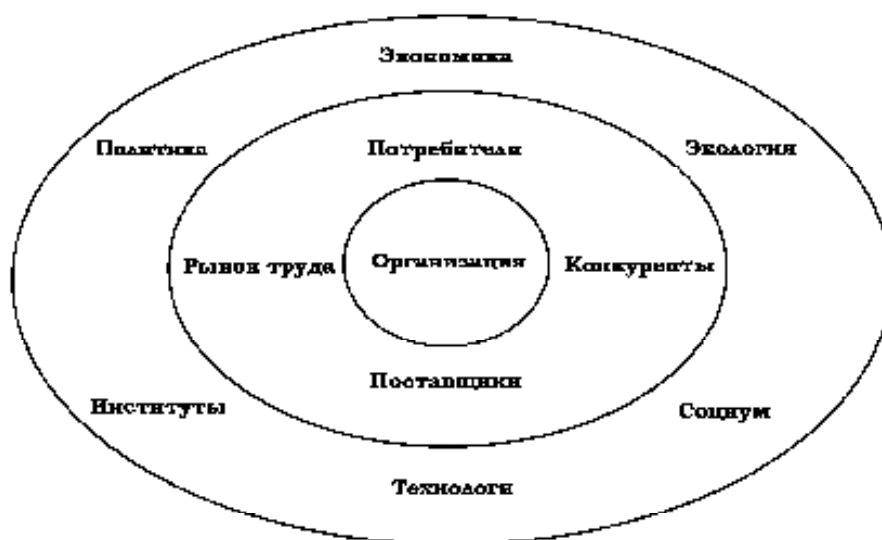 Экономика
Политика
Потребители
Экология
Рынок труда
Организация
Конкуренты
Поставщики
Институты
Социум
Технологи